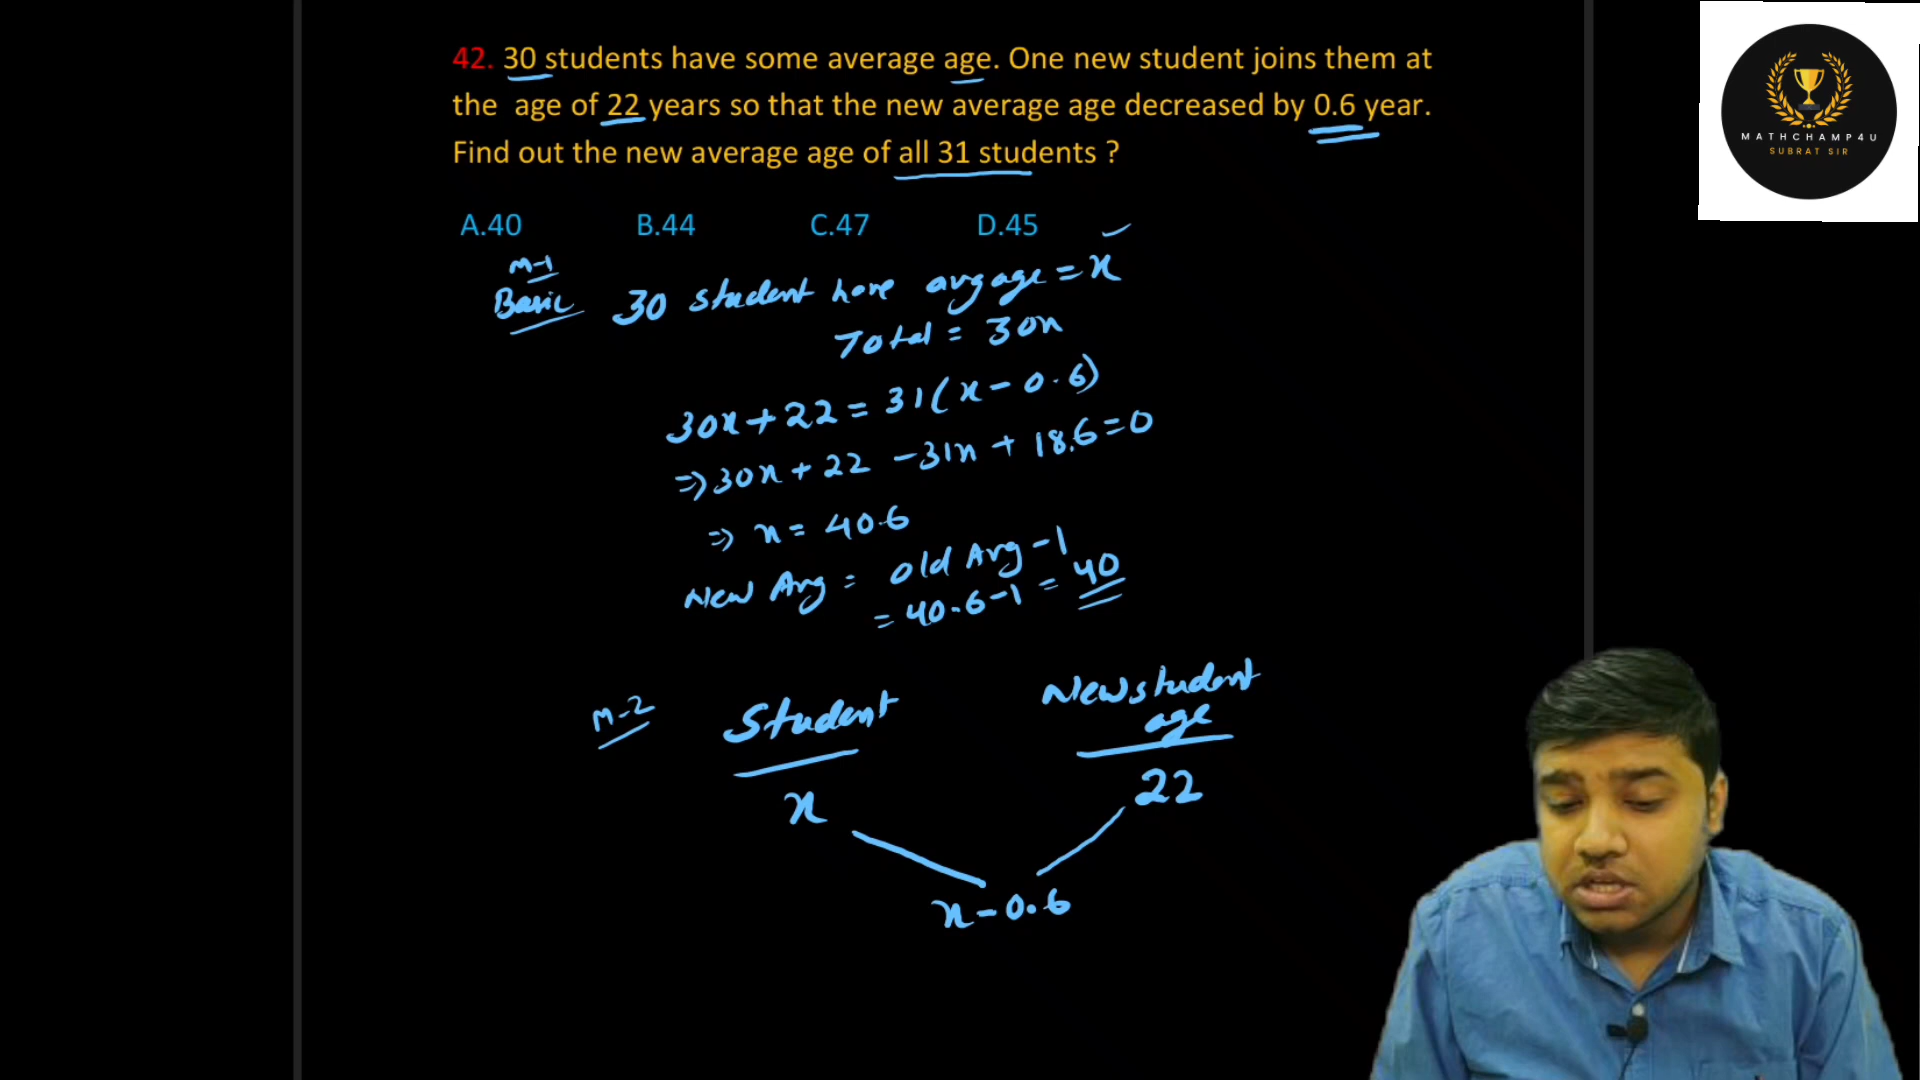 42. 30 students have some average age. One new student joins them at
the age of 22 years so that the new average age decreased by 0.6 year.
Find out the new average age of all 31 students ?
A.40 B.44 C.47 D.45
M-1
Basic 30 student have avg age = x
Total = 30x
30x + 22 = 31(x - 0.6)
⇒ 30x + 22 - 31x + 18.6 = 0
⇒ x = 40.6
New Avg = old Avg - 1
= 40.6 - 1 = 40
M-2 Student New student
age
x 22
x - 0.6
MATHCHAMP4U
SUBRAT SIR